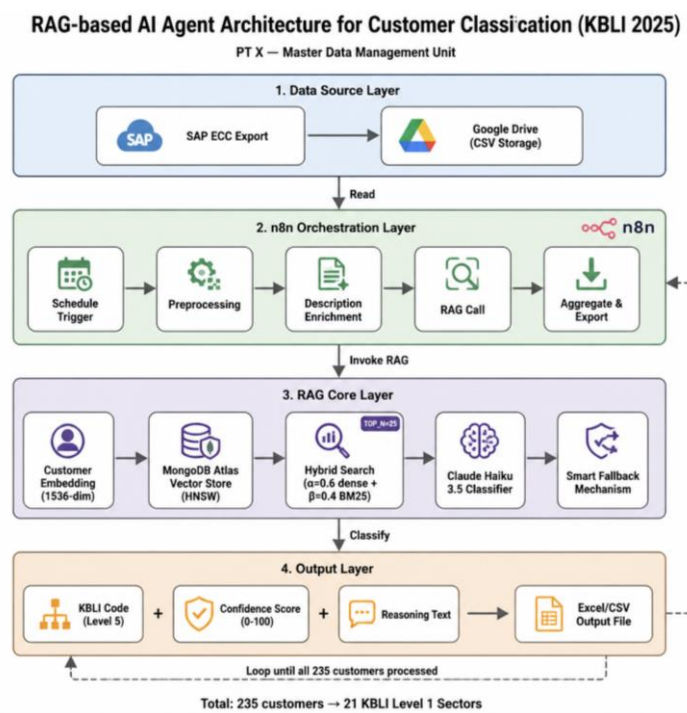 RAG-based AI Agent Architecture for Customer Classification (KBLI 2025)
PT X — Master Data Management Unit
1. Data Source Layer
SAP
SAP ECC Export
Google Drive
(CSV Storage)
Read
2. n8n Orchestration Layer
n8n
Schedule
Trigger
Preprocessing
Description
Enrichment
RAG Call
Aggregate &
Export
Invoke RAG
3. RAG Core Layer
Customer
Embedding
(1536-dim)
MongoDB Atlas
Vector Store
(HNSW)
TOP_N=25
Hybrid Search
(α=0.6 dense +
β=0.4 BM25)
Claude Haiku
3.5 Classifier
Smart Fallback
Mechanism
Classify
4. Output Layer
KBLI Code
(Level 5)
+
Confidence Score
(0-100)
+
Reasoning Text
Excel/CSV
Output File
Loop until all 235 customers processed
Total: 235 customers → 21 KBLI Level 1 Sectors